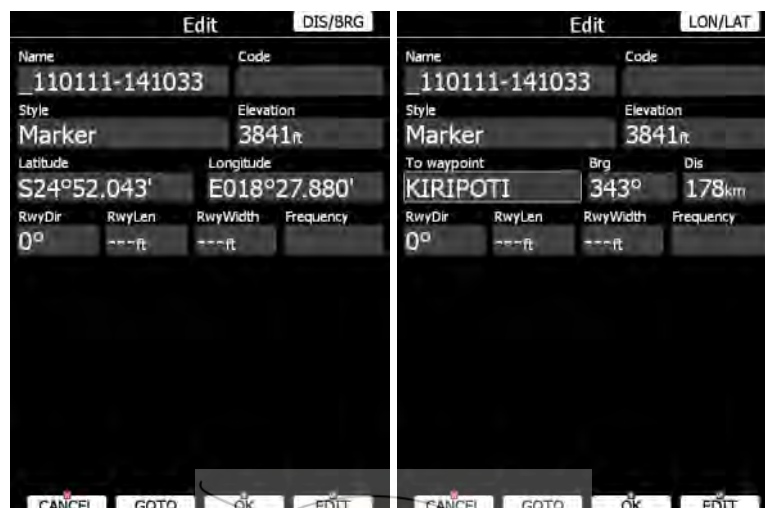 Edit DIS/BRG
Name Code
_110111-141033
Style Elevation
Marker 3841ft
Latitude Longitude
S24°52.043' E018°27.880'
RwyDir RwyLen RwyWidth Frequency
0° ---ft ---ft
CANCEL GOTO OK EDIT
Edit LON/LAT
Name Code
_110111-141033
Style Elevation
Marker 3841ft
To waypoint Brg Dis
KIRIPOTI 343° 178km
RwyDir RwyLen RwyWidth Frequency
0° ---ft ---ft
CANCEL GOTO OK EDIT